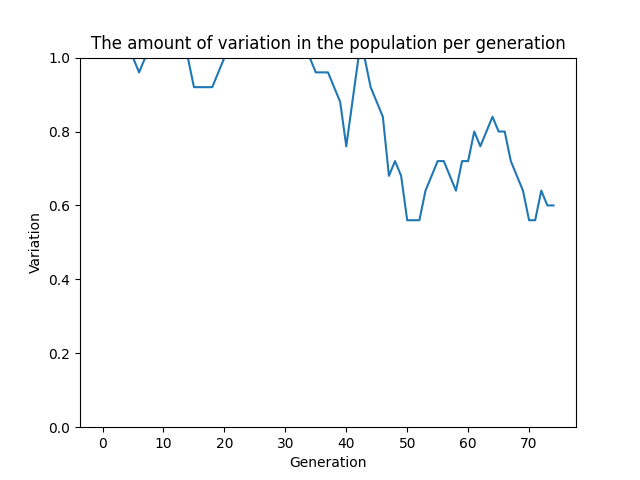 The amount of variation in the population per generation
1.0
0.8
0.6
0.4
0.2
0.0
Variation
0 10 20 30 40 50 60 70
Generation